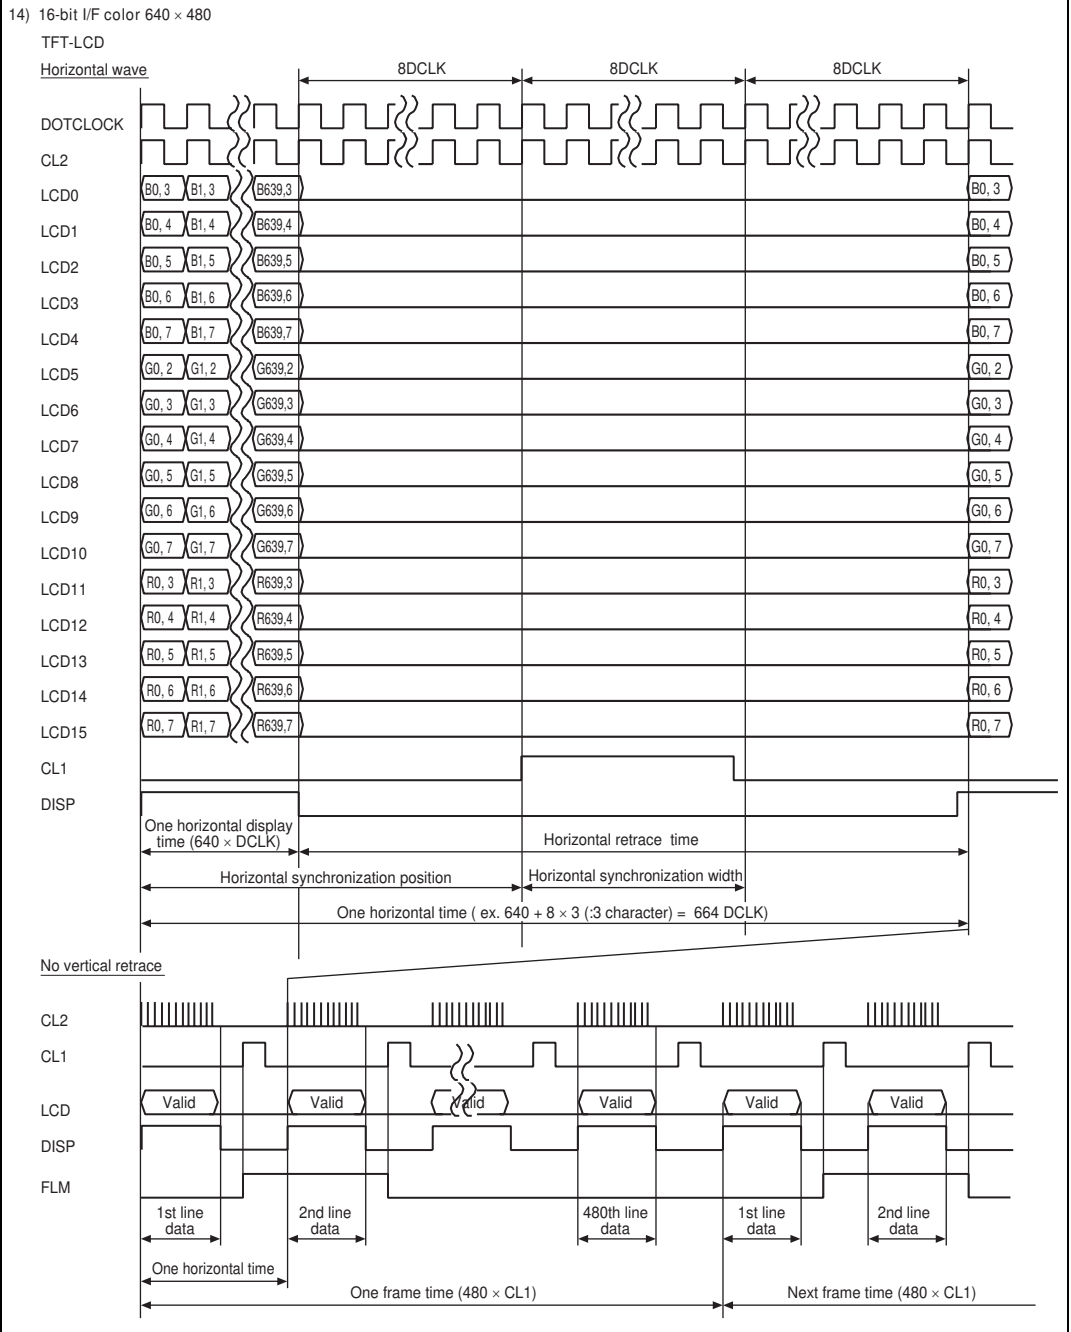 14) 16-bit I/F color 640 × 480
TFT-LCD
Horizontal wave
8DCLK 8DCLK 8DCLK
DOTCLOCK
CL2
LCD0 B0, 3 B1, 3 B639,3 B0, 3
LCD1 B0, 4 B1, 4 B639,4 B0, 4
LCD2 B0, 5 B1, 5 B639,5 B0, 5
LCD3 B0, 6 B1, 6 B639,6 B0, 6
LCD4 B0, 7 B1, 7 B639,7 B0, 7
LCD5 G0, 2 G1, 2 G639,2 G0, 2
LCD6 G0, 3 G1, 3 G639,3 G0, 3
LCD7 G0, 4 G1, 4 G639,4 G0, 4
LCD8 G0, 5 G1, 5 G639,5 G0, 5
LCD9 G0, 6 G1, 6 G639,6 G0, 6
LCD10 G0, 7 G1, 7 G639,7 G0, 7
LCD11 R0, 3 R1, 3 R639,3 R0, 3
LCD12 R0, 4 R1, 4 R639,4 R0, 4
LCD13 R0, 5 R1, 5 R639,5 R0, 5
LCD14 R0, 6 R1, 6 R639,6 R0, 6
LCD15 R0, 7 R1, 7 R639,7 R0, 7
CL1
DISP
One horizontal display
time (640 × DCLK)
Horizontal retrace time
Horizontal synchronization position
Horizontal synchronization width
One horizontal time ( ex. 640 + 8 × 3 (:3 character) = 664 DCLK)
No vertical retrace
CL2
CL1
LCD Valid Valid Valid Valid Valid Valid
DISP
FLM
1st line
data
2nd line
data
480th line
data
1st line
data
2nd line
data
One horizontal time
One frame time (480 × CL1)
Next frame time (480 × CL1)